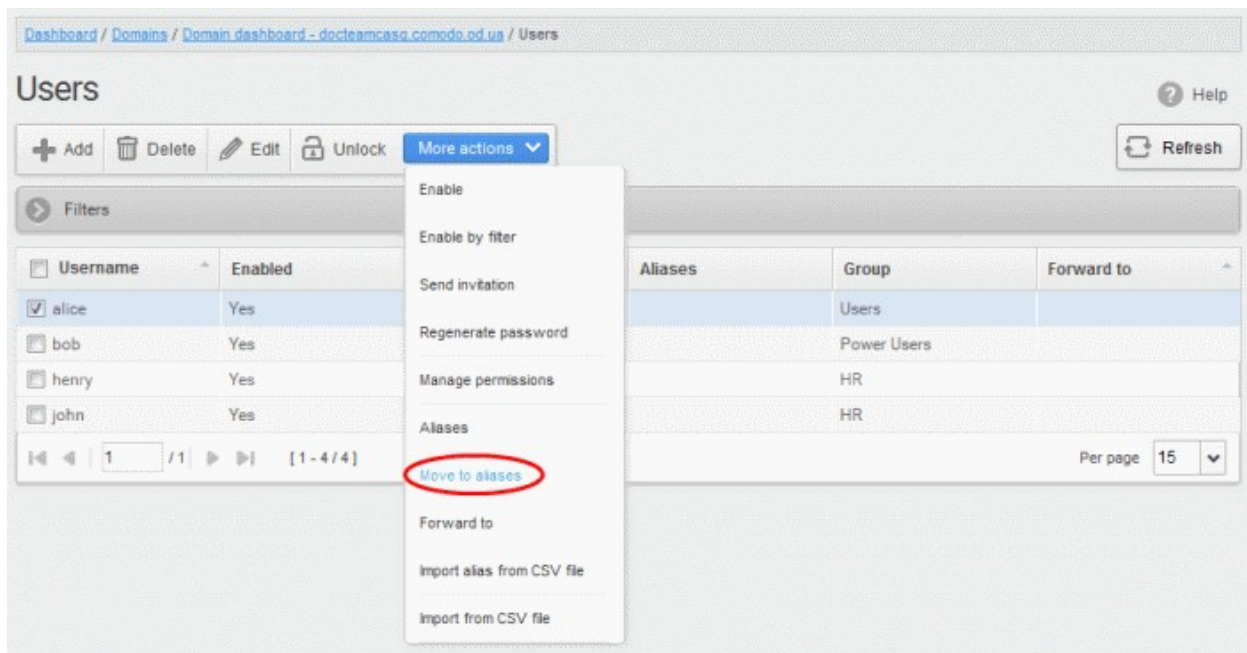 Dashboard / Domains / Domain dashboard - docteamcasg.comodo.od.ua / Users
Users
Help
Add Delete Edit Unlock More actions
Refresh
Enable
Filters
Enable by filter
Username Enabled Aliases Group Forward to
Send invitation
alice Yes Users
Regenerate password
bob Yes Power Users
henry Yes HR
Manage permissions
john Yes HR
Aliases
1 /1 [1-4/4] Per page 15
Move to aliases
Forward to
Import alias from CSV file
Import from CSV file